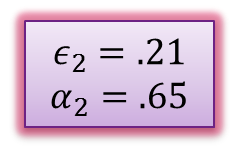 ϵ₂ = .21
α₂ = .65